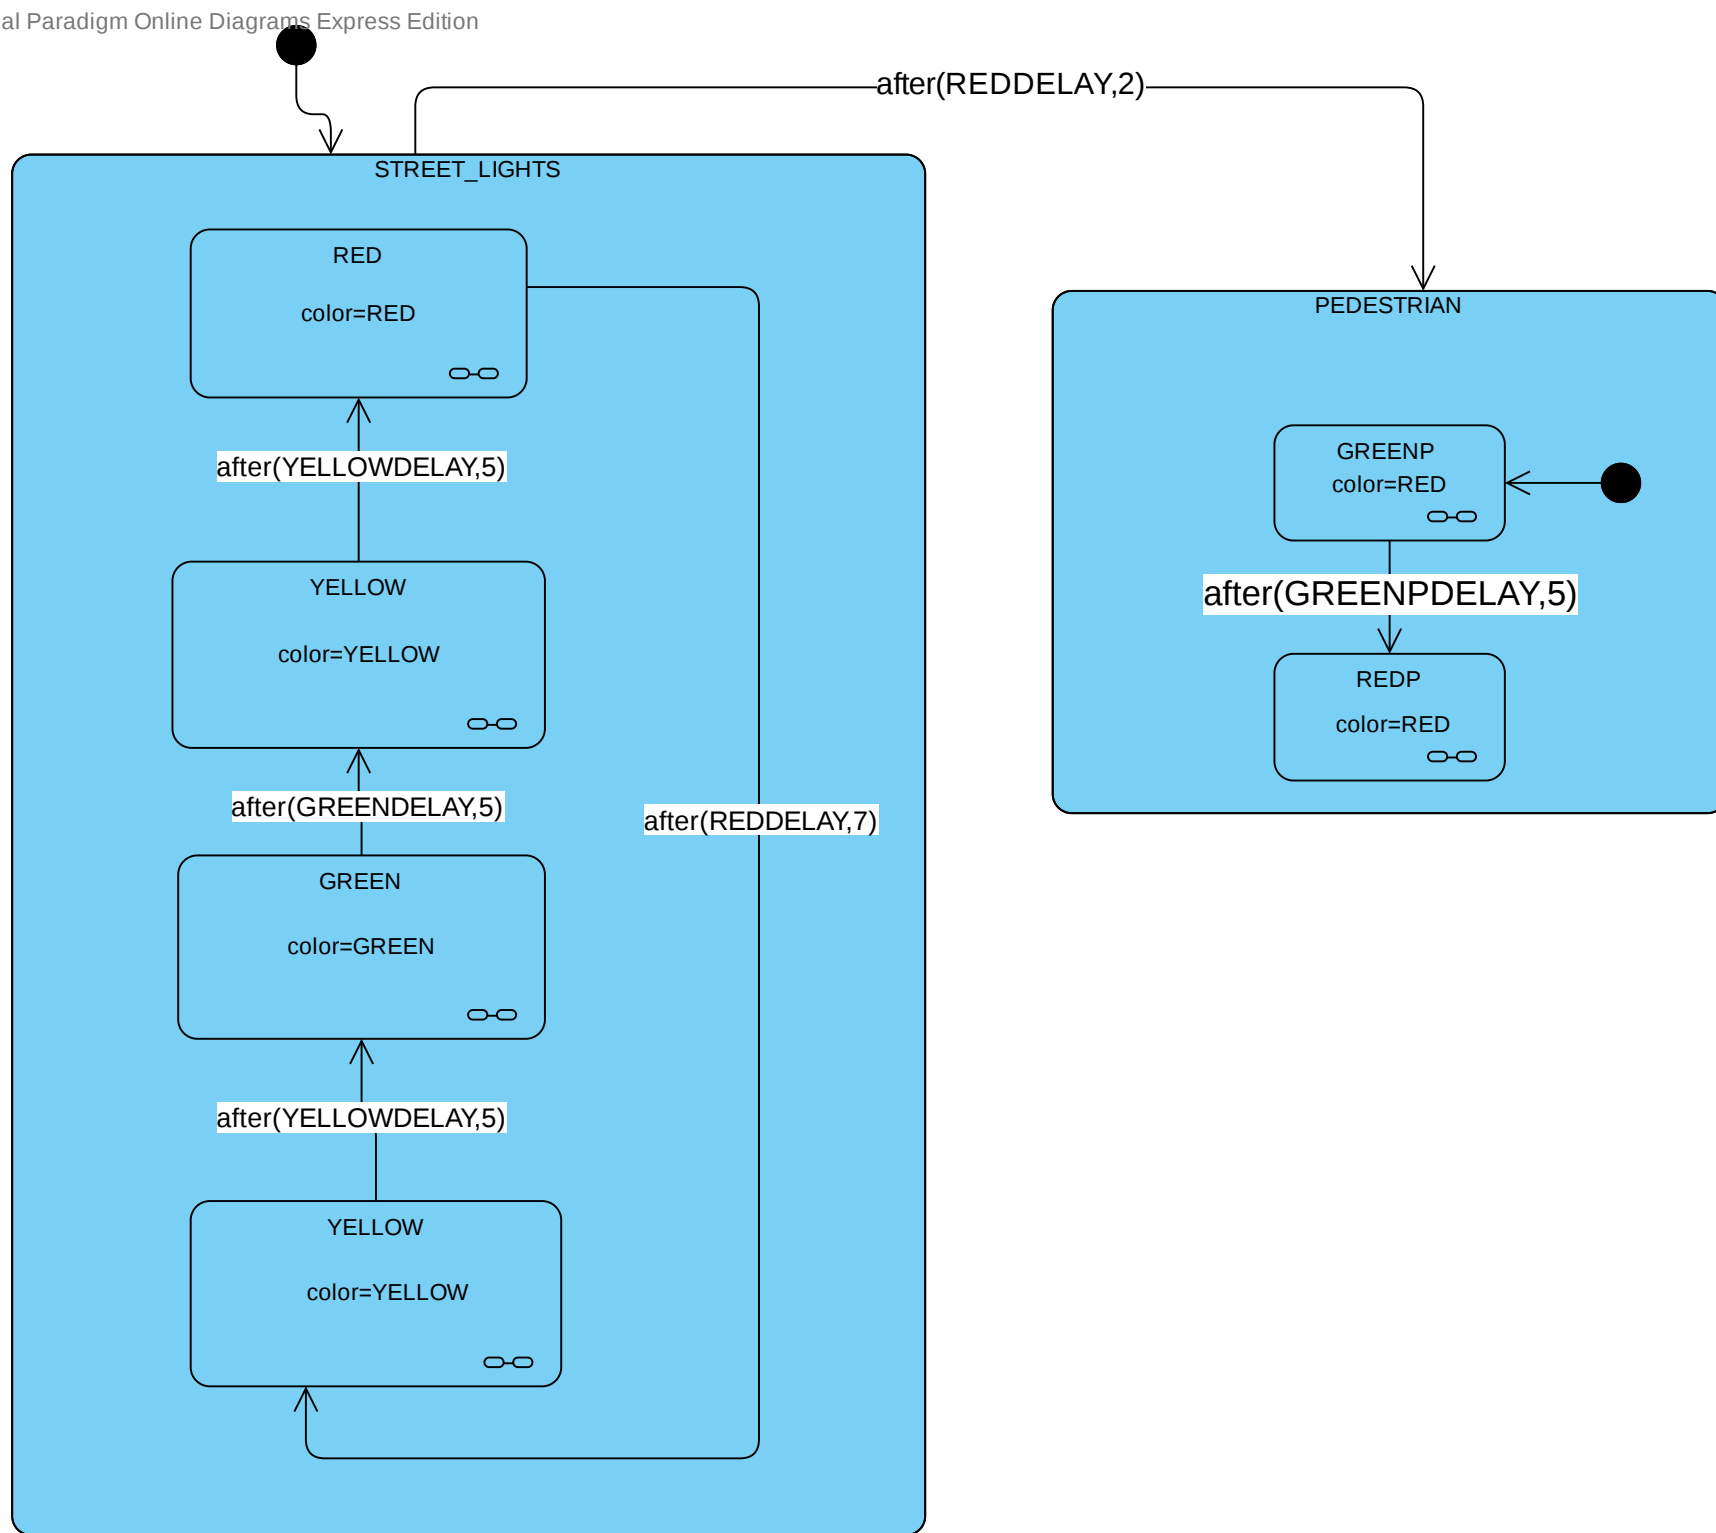 al Paradigm Online Diagrams Express Edition
after(REDDELAY,2)
STREET_LIGHTS
RED
color=RED
after(YELLOWDELAY,5)
YELLOW
color=YELLOW
after(GREENDELAY,5)
after(REDDELAY,7)
GREEN
color=GREEN
after(YELLOWDELAY,5)
YELLOW
color=YELLOW
PEDESTRIAN
GREENP
color=RED
after(GREENPDELAY,5)
REDP
color=RED